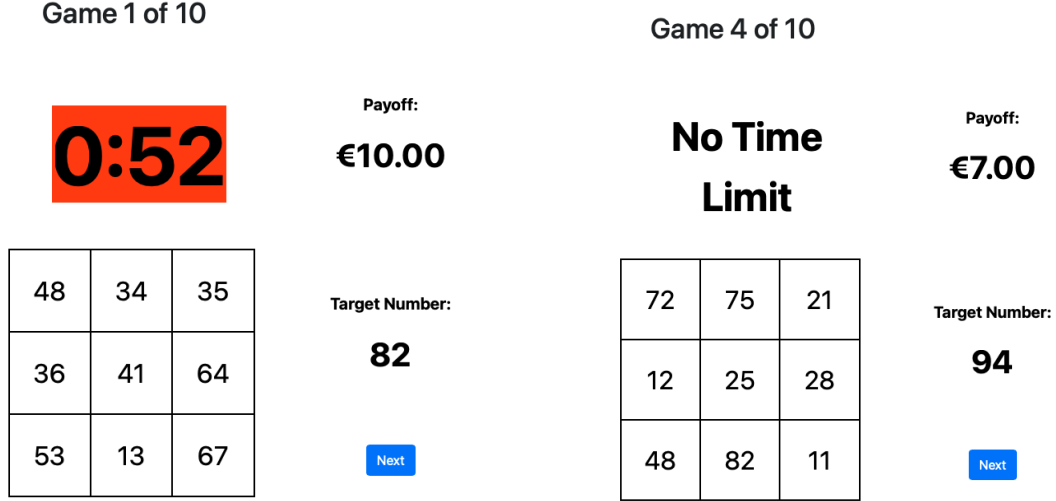 Game 1 of 10
0:52
Payoff:
€10.00
48 34 35
36 41 64
53 13 67
Target Number:
82
Next
Game 4 of 10
No Time
Limit
Payoff:
€7.00
72 75 21
12 25 28
48 82 11
Target Number:
94
Next